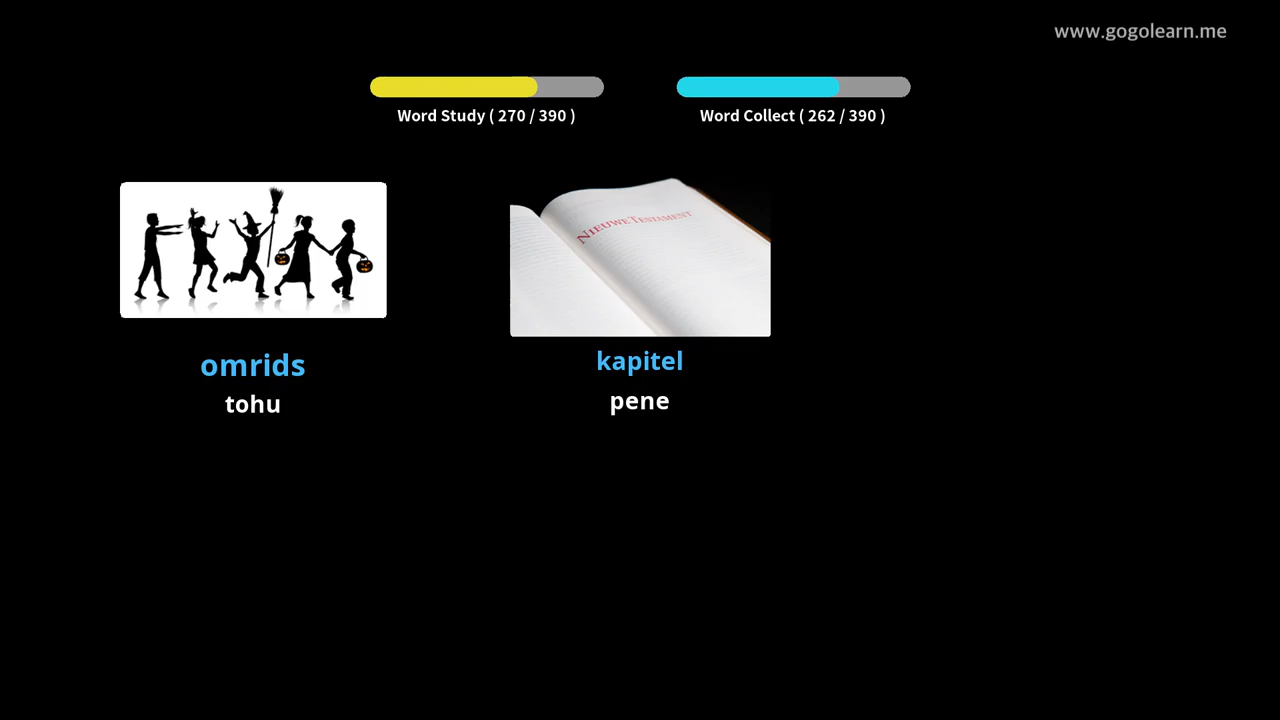 www.gogolearn.me
Word Study ( 270 / 390 )
Word Collect ( 262 / 390 )
NIEUWE TESTAMENT
omrids
tohu
kapitel
pene